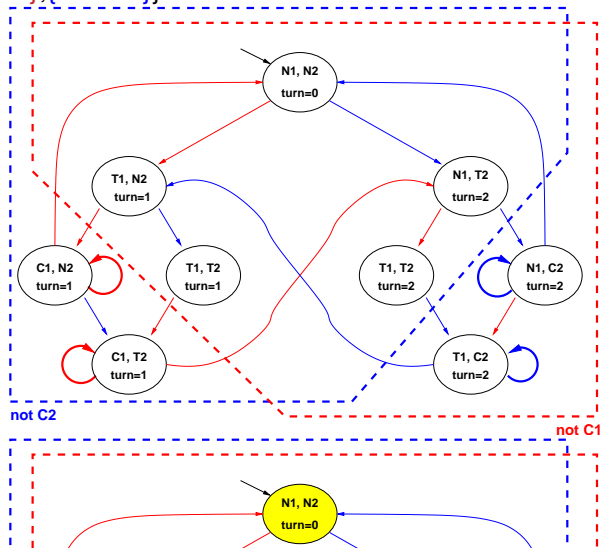 N1, N2
turn=0
T1, N2
turn=1
N1, T2
turn=2
C1, N2
turn=1
T1, T2
turn=1
T1, T2
turn=2
N1, C2
turn=2
C1, T2
turn=1
T1, C2
turn=2
not C2
not C1
N1, N2
turn=0